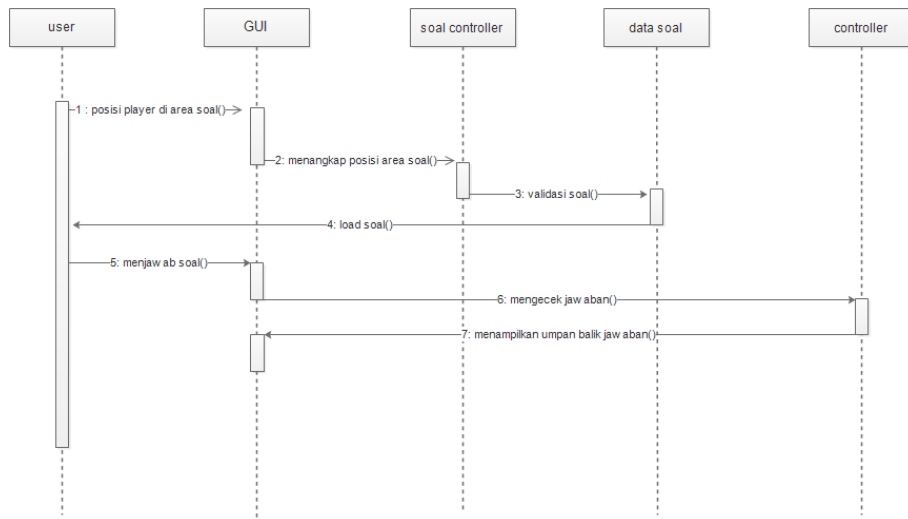 user
GUI
soal controller
data soal
controller
1 : posisi player di area soal()
2: menangkap posisi area soal()
3: validasi soal()
4: load soal()
5: menjaw ab soal()
6: mengecek jaw aban()
7: menampilkan umpan balik jaw aban()